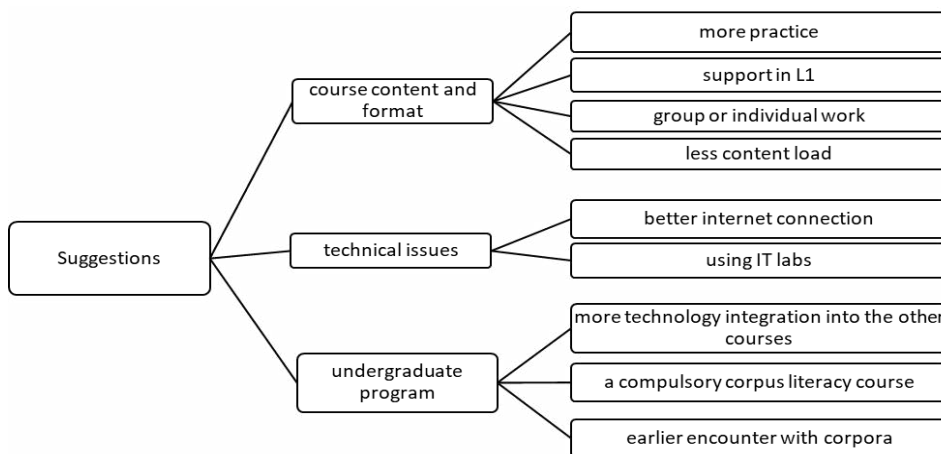 Suggestions
course content and
format
more practice
support in L1
group or individual work
less content load
technical issues
better internet connection
using IT labs
undergraduate
program
more technology integration into the other
courses
a compulsory corpus literacy course
earlier encounter with corpora